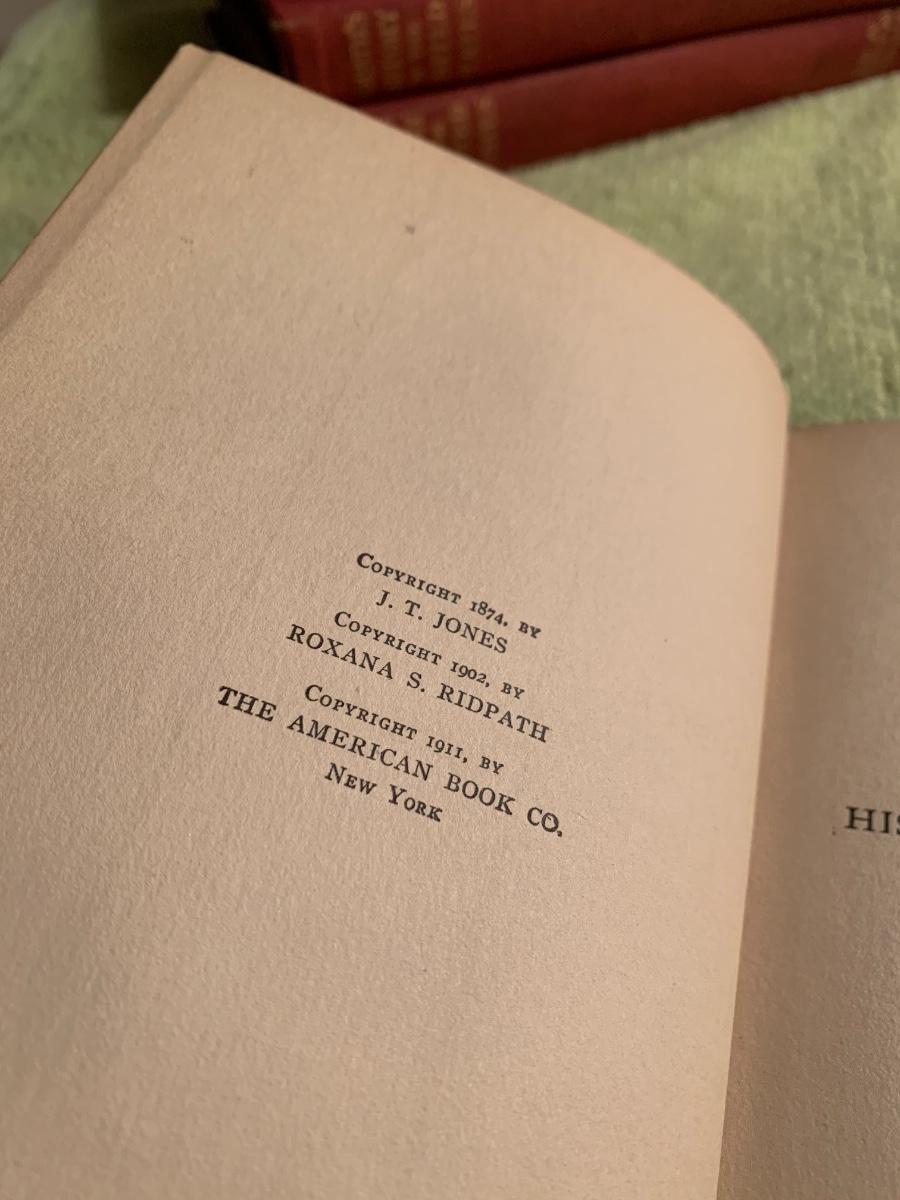 Copyright 1874, by
J. T. JONES
Copyright 1902, by
ROXANA S. RIDPATH
Copyright 1911, by
THE AMERICAN BOOK CO.
New York
HIS